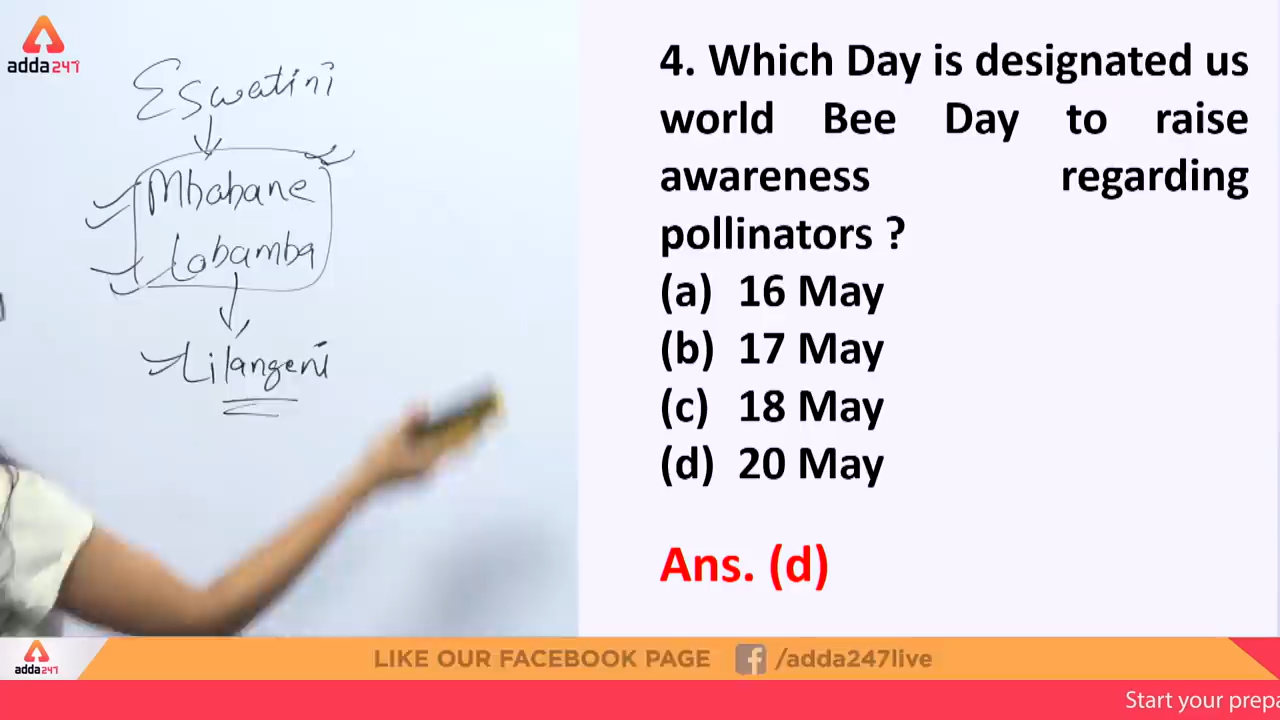 adda247
Eswatini
Mbabane
Lobamba
Lilangeni
4. Which Day is designated us
world Bee Day to raise
awareness regarding
pollinators ?
(a) 16 May
(b) 17 May
(c) 18 May
(d) 20 May
Ans. (d)
adda247
LIKE OUR FACEBOOK PAGE f /adda247live
Start your prepa